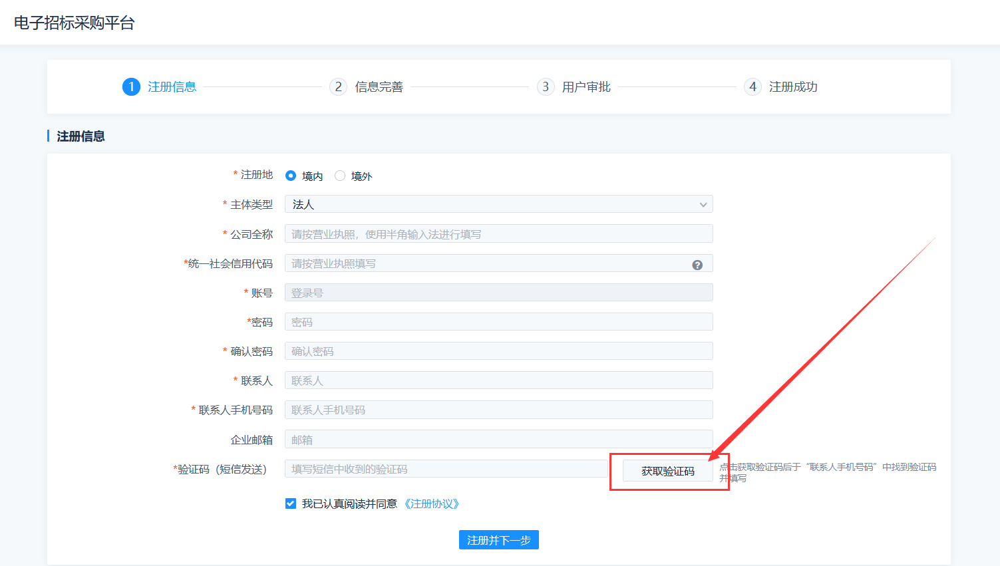 电子招标采购平台
1 注册信息 2 信息完善 3 用户审批 4 注册成功
注册信息
* 注册地 境内 境外
* 主体类型 法人
* 公司全称 请按营业执照，使用半角输入法进行填写
*统一社会信用代码 请按营业执照填写 ?
* 账号 登录号
*密码 密码
* 确认密码 确认密码
* 联系人 联系人
* 联系人手机号码 联系人手机号码
企业邮箱 邮箱
*验证码（短信发送） 填写短信中收到的验证码 获取验证码 点击获取验证码后于“联系人手机号码”中找到验证码
并填写
我已认真阅读并同意 《注册协议》
注册并下一步